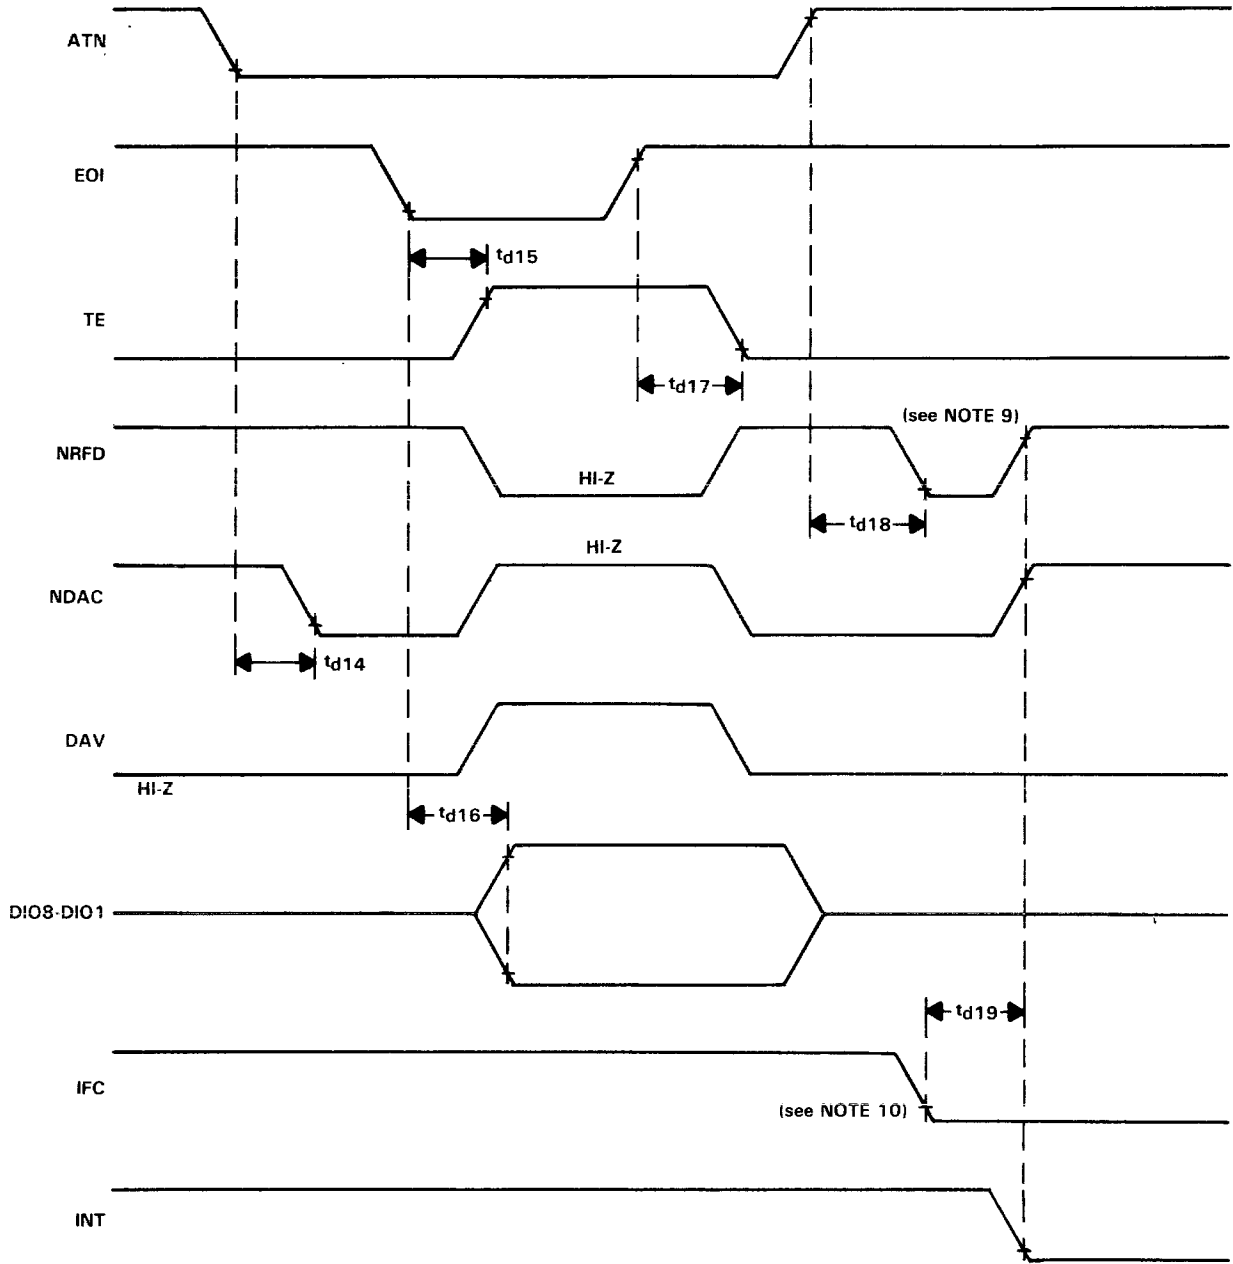 ATN
EOI
td15
TE
td17
(see NOTE 9)
NRFD
HI-Z
td18
HI-Z
NDAC
td14
DAV
HI-Z
td16
DIO8-DIO1
td19
IFC
(see NOTE 10)
INT